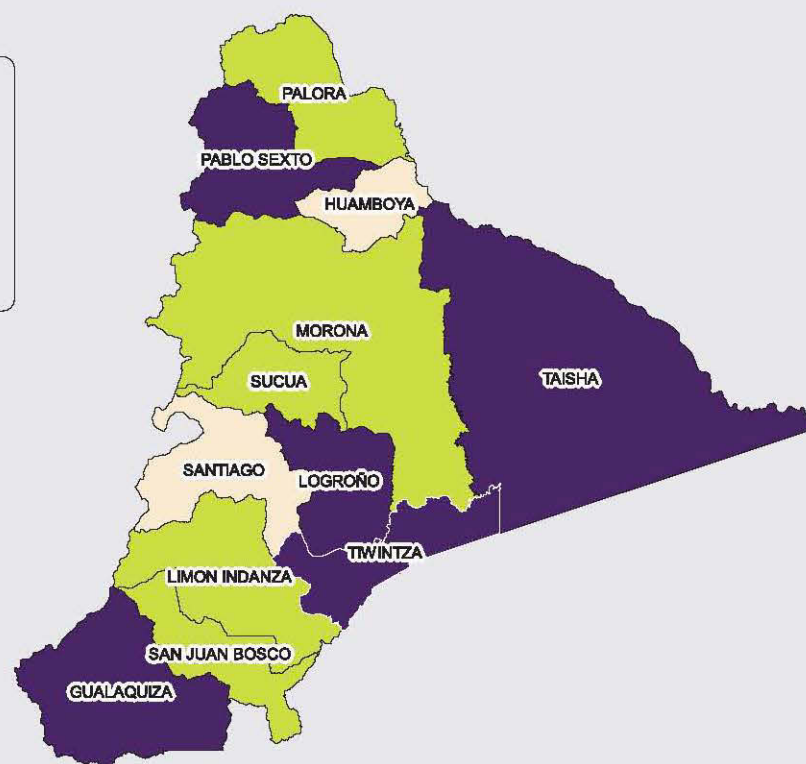 PALORA
PABLO SEXTO
HUAMBOYA
MORONA
TAISHA
SUCUA
SANTIAGO
LOGROÑO
TIWINTZA
LIMON INDANZA
SAN JUAN BOSCO
GUALAQUIZA